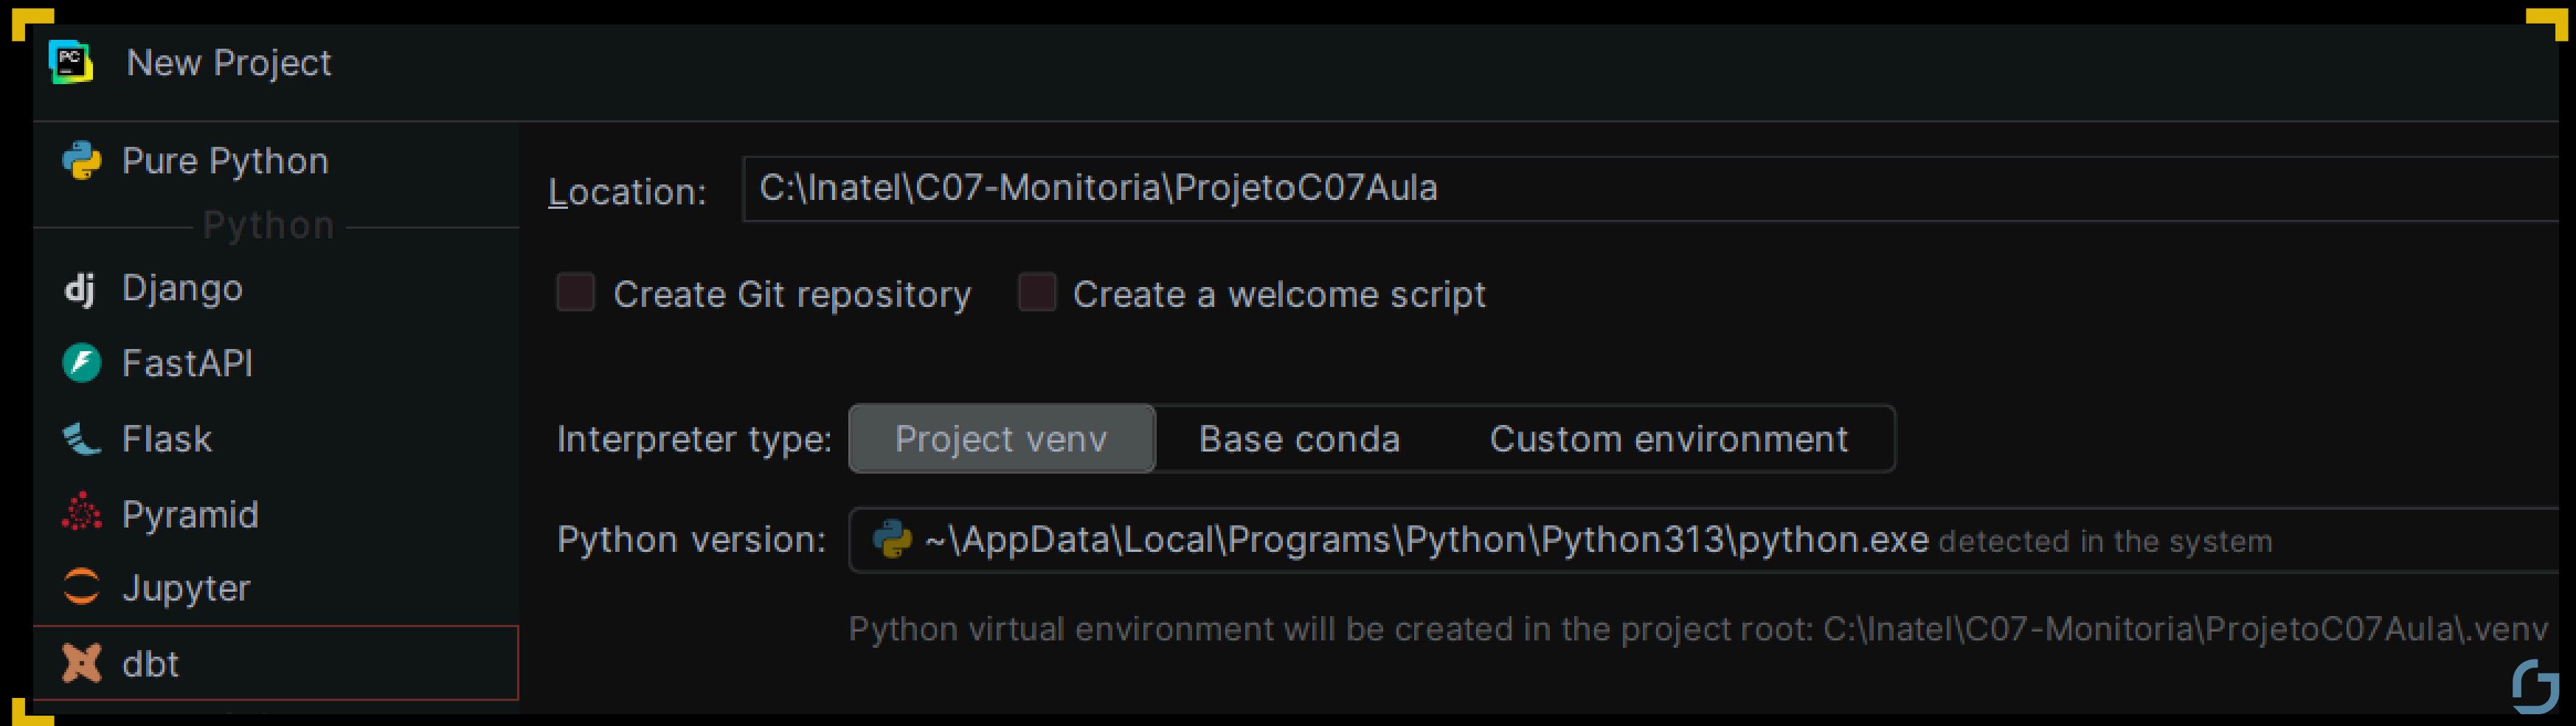 PC
New Project
Pure Python
Python
Django
FastAPI
Flask
Pyramid
Jupyter
dbt
Location: C:\Inatel\C07-Monitoria\ProjetoC07Aula
Create Git repository Create a welcome script
Interpreter type: Project venv Base conda Custom environment
Python version: ~\AppData\Local\Programs\Python\Python313\python.exe detected in the system
Python virtual environment will be created in the project root: C:\Inatel\C07-Monitoria\ProjetoC07Aula\.venv